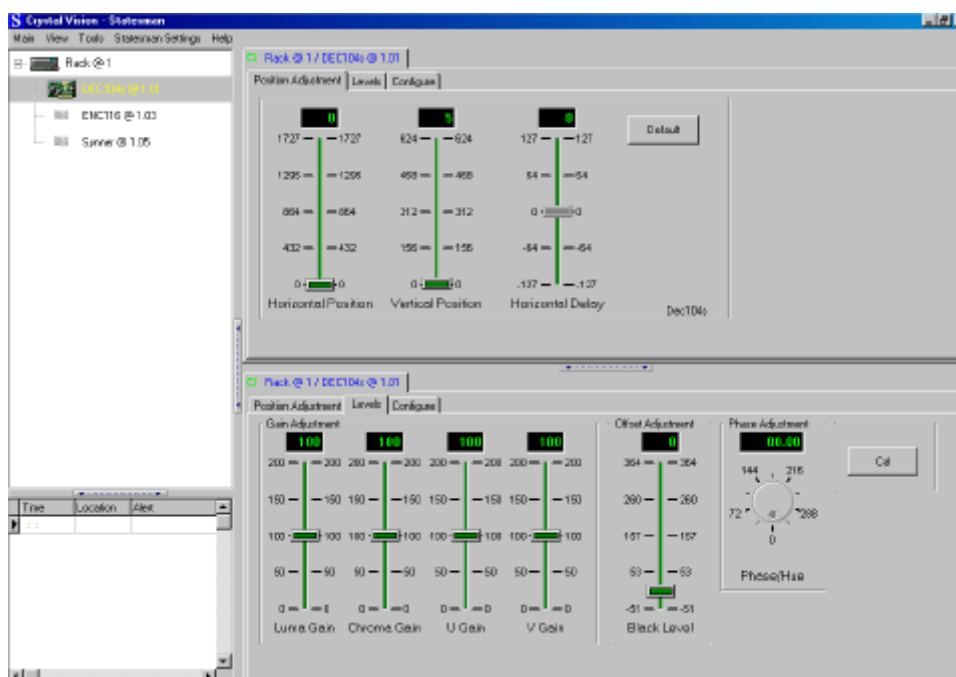 Crystal Vision - Statesman
Main View Tools Statesman Settings Help
Rack @ 1
DEC104s @ 1.01
ENC116 @ 1.03
Synner @ 1.05
Rack @ 1 / DEC104s @ 1.01
Position Adjustment Levels Configure
0 5 0
Default
1727 1727 624 624 127 127
1295 1295 468 468 64 64
864 864 312 312 0 0
432 432 156 156 -64 -64
0 0 0 0 -127 -127
Horizontal Position Vertical Position Horizontal Delay
Dec104s
Rack @ 1 / DEC104s @ 1.01
Position Adjustment Levels Configure
Gain Adjustment Offset Adjustment Phase Adjustment
100 100 100 100 0 00.00
Cal
200 200 200 200 200 200 200 200 364 364
144 216
150 150 150 150 150 150 150 150 260 260
72 288
100 100 100 100 100 100 100 100 157 157
0
50 50 50 50 50 50 50 50 53 53
Phase/Hue
0 0 0 0 0 0 0 0 -51 -51
Luma Gain Chroma Gain U Gain V Gain Black Level
Time Location Alert
: :